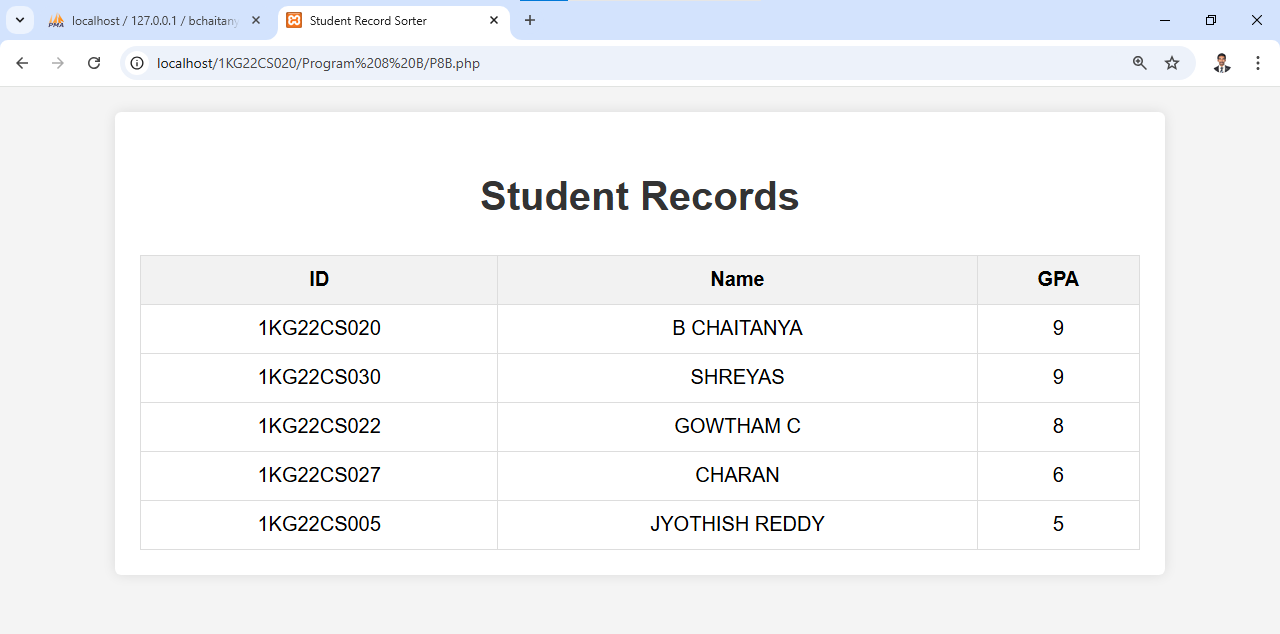 localhost / 127.0.0.1 / bchaitany
Student Record Sorter
localhost/1KG22CS020/Program%208%20B/P8B.php
Student Records
ID Name GPA
1KG22CS020 B CHAITANYA 9
1KG22CS030 SHREYAS 9
1KG22CS022 GOWTHAM C 8
1KG22CS027 CHARAN 6
1KG22CS005 JYOTHISH REDDY 5